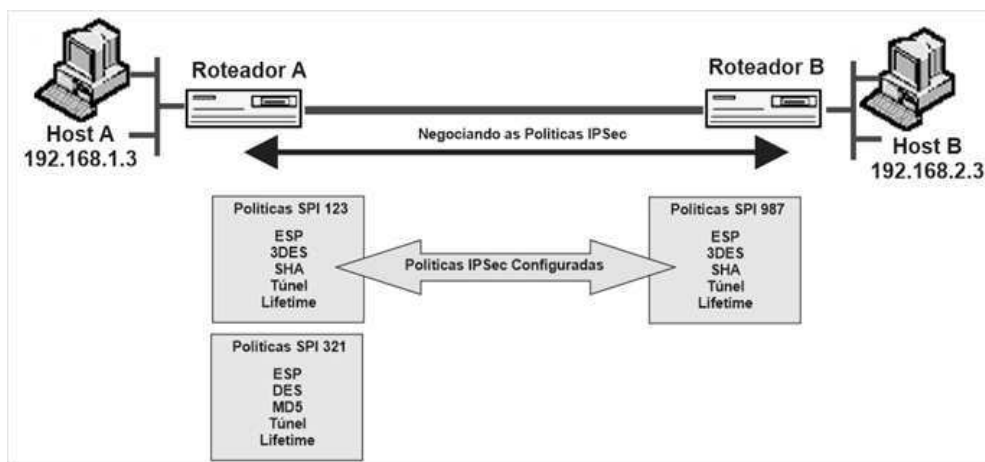 Roteador A
Roteador B
Host A
192.168.1.3
Negociando as Politicas IPSec
Host B
192.168.2.3
Politicas SPI 123
ESP
3DES
SHA
Túnel
Lifetime
Politicas IPSec Configuradas
Politicas SPI 987
ESP
3DES
SHA
Túnel
Lifetime
Politicas SPI 321
ESP
DES
MD5
Túnel
Lifetime